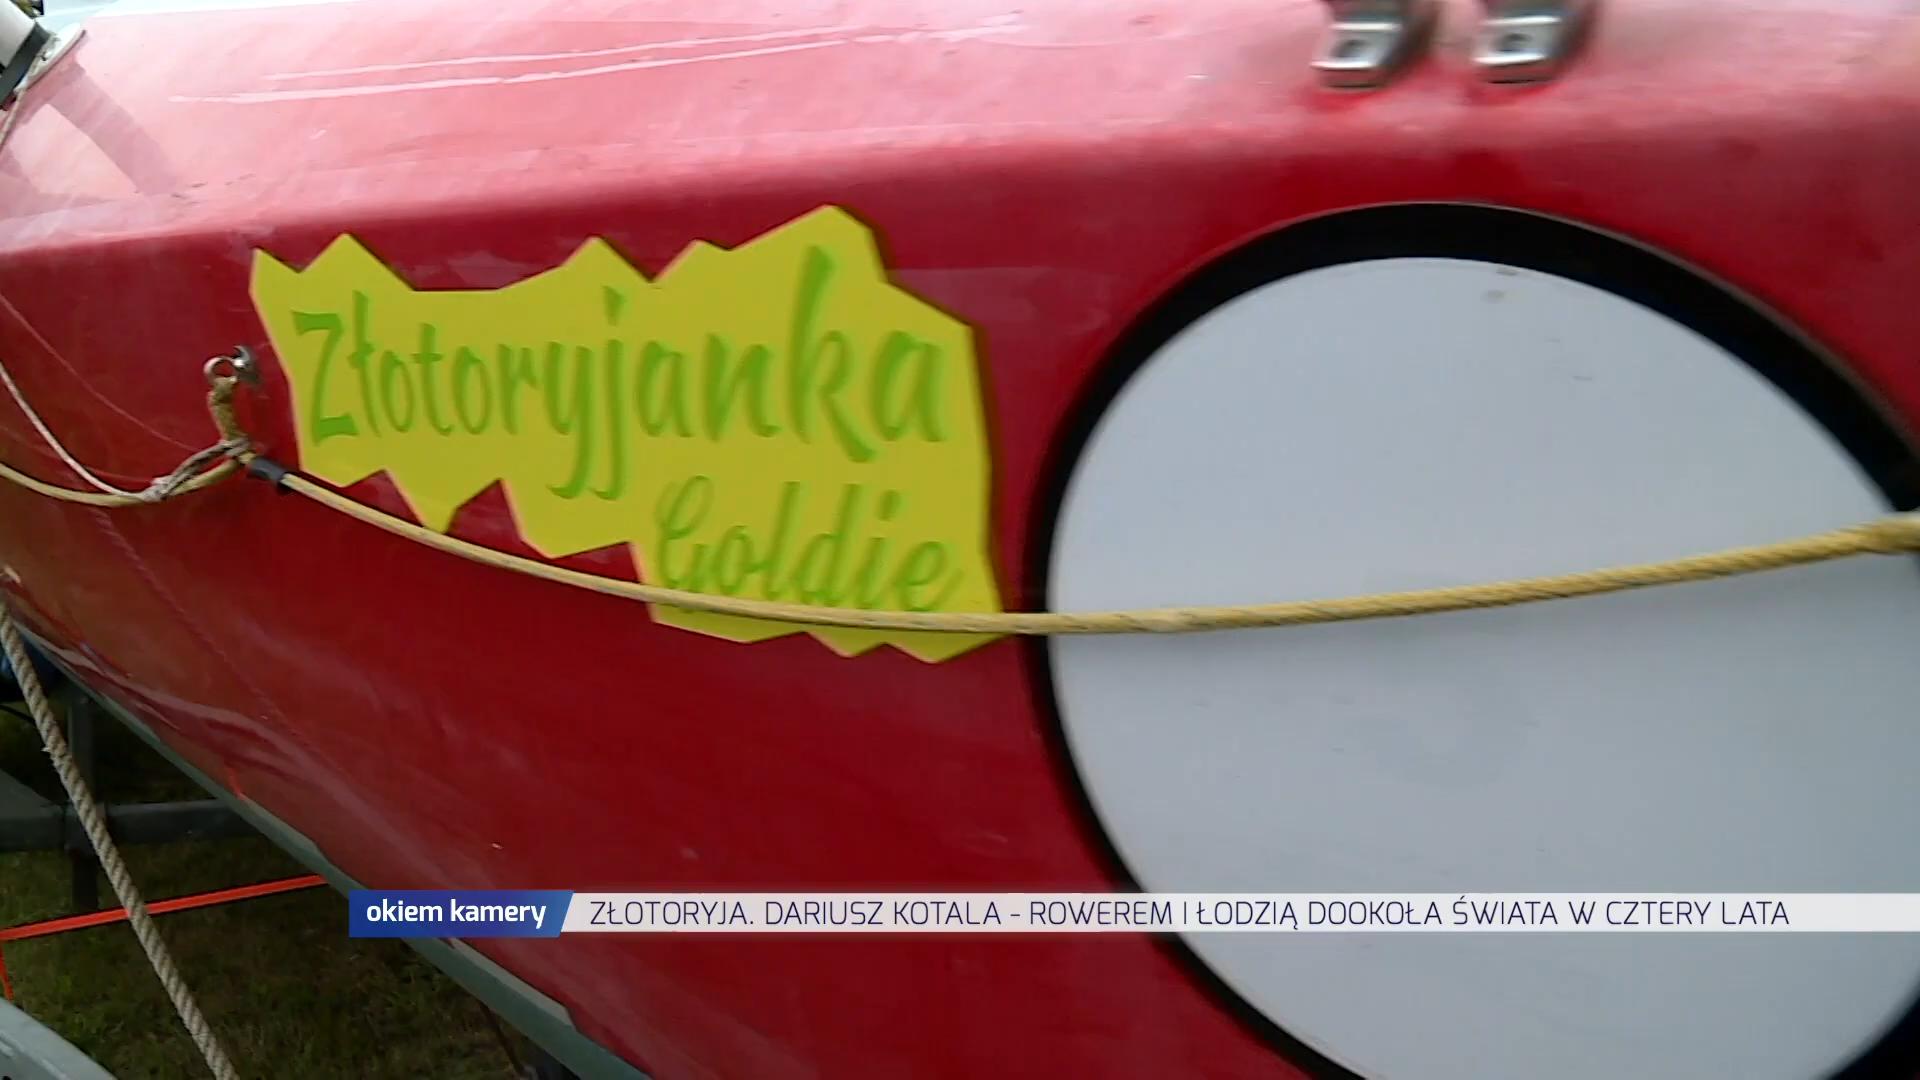 Złotoryjanka
Goldie
okiem kamery
ZŁOTORYJA. DARIUSZ KOTALA - ROWEREM I ŁODZIĄ DOOKOŁA ŚWIATA W CZTERY LATA